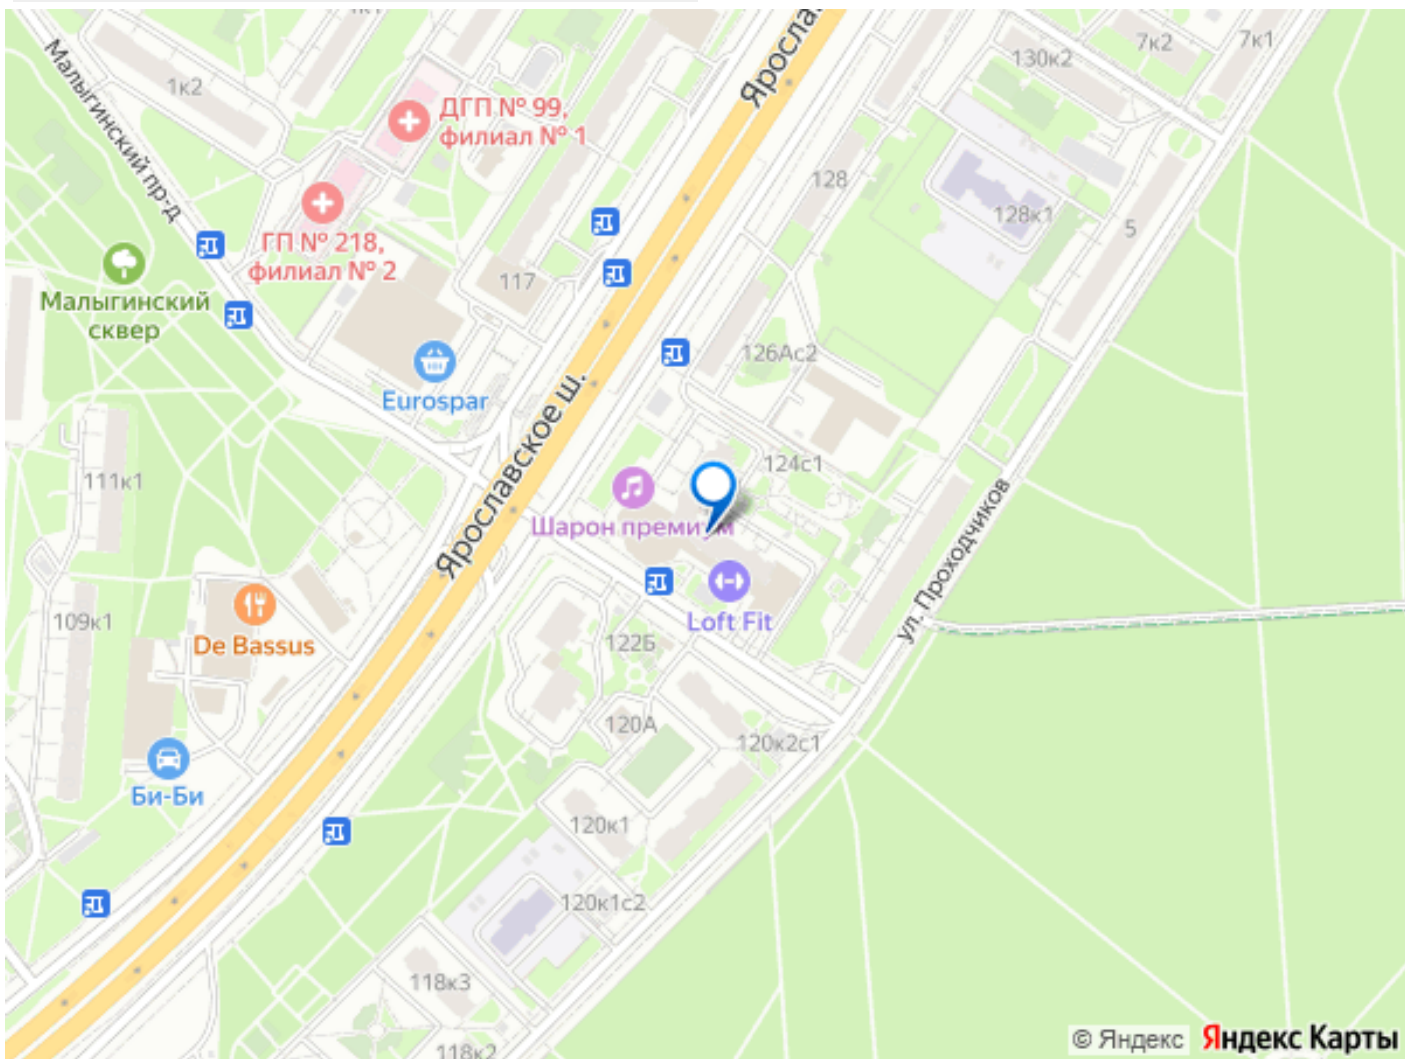 1к2
Малыгинский пр-д
ДГП № 99,
филиал № 1
ГП № 218,
филиал № 2
Малыгинский
сквер
117
Eurospar
Ярославское ш.
130к2
7к2
7к1
128
128к1
5
126Ас2
124с1
Шарон премиум
Loft Fit
ул. Проходчиков
111к1
109к1
De Bassus
Би-Би
122Б
120А
120к2с1
120к1
120к1с2
118к3
118к2
© Яндекс Яндекс Карты